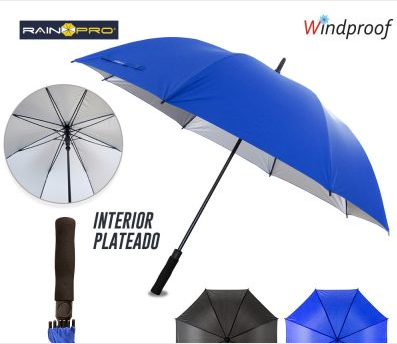 RAINPRO®
Windproof
INTERIOR
PLATEADO